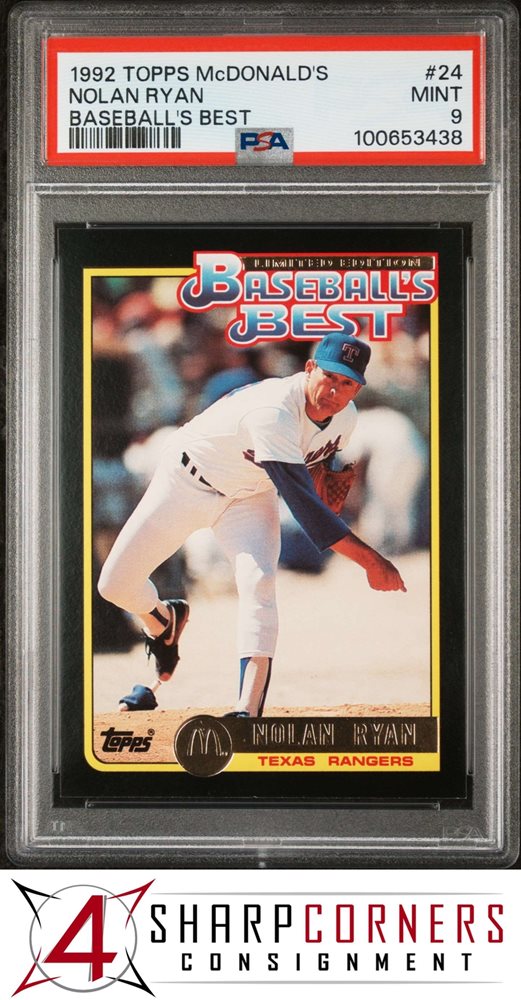 1992 TOPPS McDONALD'S #24
NOLAN RYAN MINT
BASEBALL'S BEST 9
PSA 100653438
LIMITED EDITION
BASEBALL'S
BEST
T
Rangers
Topps®
M
NOLAN RYAN
TEXAS RANGERS
4
SHARPCORNERS
CONSIGNMENT